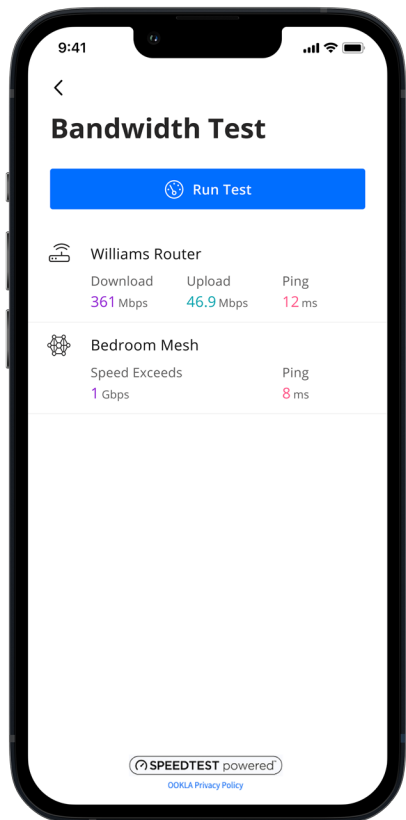 9:41
Bandwidth Test
Run Test
Williams Router
Download Upload Ping
361 Mbps 46.9 Mbps 12 ms
Bedroom Mesh
Speed Exceeds Ping
1 Gbps 8 ms
SPEEDTEST powered
OOKLA Privacy Policy